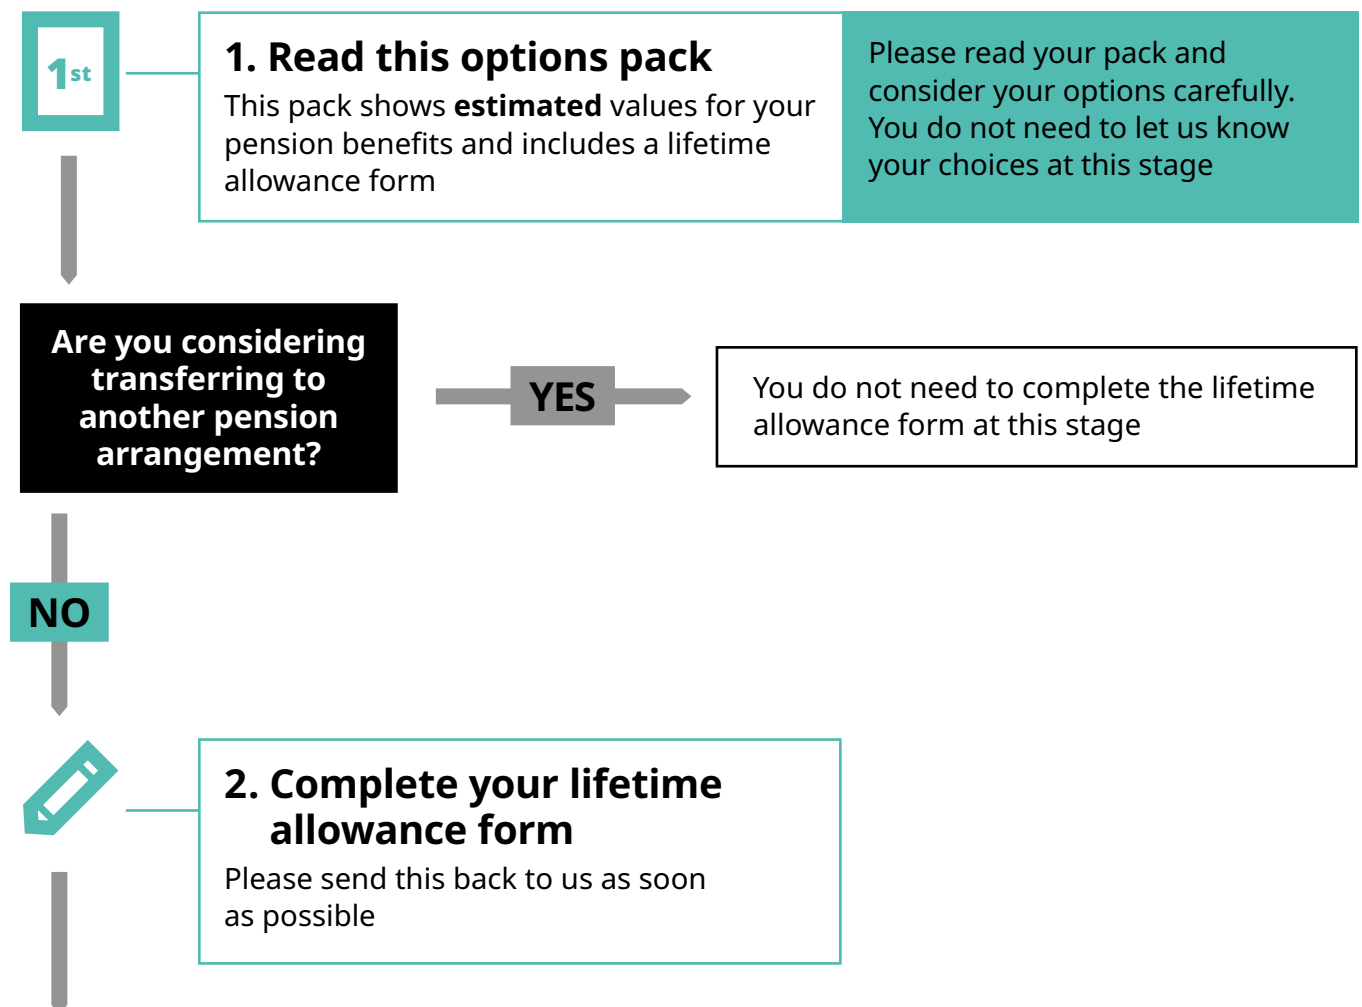 1st
1. Read this options pack
This pack shows estimated values for your
pension benefits and includes a lifetime
allowance form
Please read your pack and
consider your options carefully.
You do not need to let us know
your choices at this stage
Are you considering
transferring to
another pension
arrangement?
YES
You do not need to complete the lifetime
allowance form at this stage
NO
2. Complete your lifetime
allowance form
Please send this back to us as soon
as possible